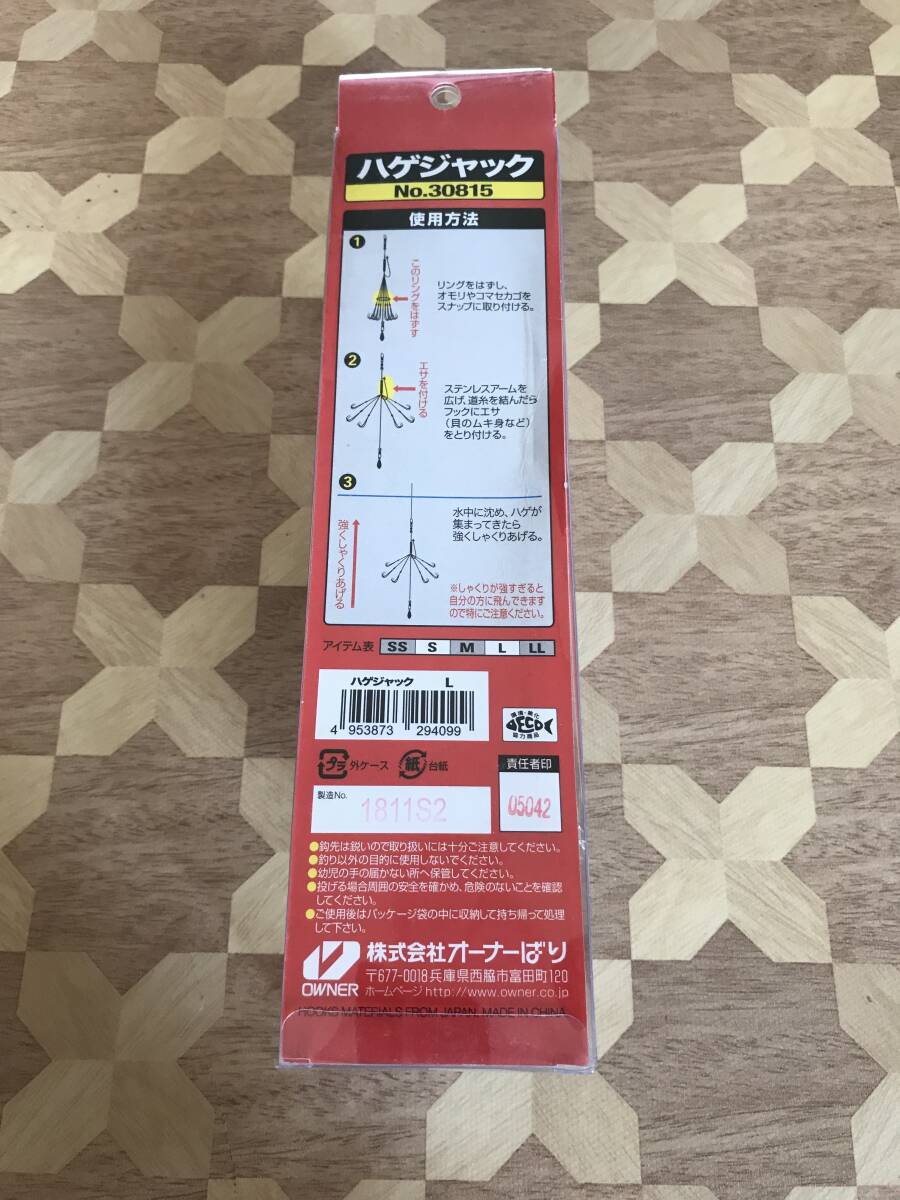 ハゲジャック
No.30815
使用方法
1
このリングをはずす
リングをはずし、
オモリやコマセカゴを
スナップに取り付ける。
2
エサを付ける
ステンレスアームを
広げ、道糸を結んだら
フックにエサ
(貝のムキ身など)
をとり付ける。
3
強くしゃくりあげる
水中に沈め、ハゲが
集まってきたら
強くしゃくりあげる。
※しゃくりが強すぎると
自分の方に飛んできます
ので特にご注意ください。
アイテム表 SS S M L LL
ハゲジャック L
4 953873 294099
DECO
プラ 外ケース 紙 台紙
責任者印
製造No.
1811S2
05042
●鈎先は鋭いので取り扱いには十分ご注意してください。
●釣り以外の目的に使用しないでください。
●幼児の手の届かない所へ保管してください。
●投げる場合周囲の安全を確かめ、危険のないことを確認
してください。
●ご使用後はパッケージ袋の中に収納して持ち帰って処理
して下さい。
OWNER
株式会社オーナーばり
〒677-0018兵庫県西脇市富田町120
ホームページ http://www.owner.co.jp
HOOKS MATERIALS FROM JAPAN, MADE IN CHINA